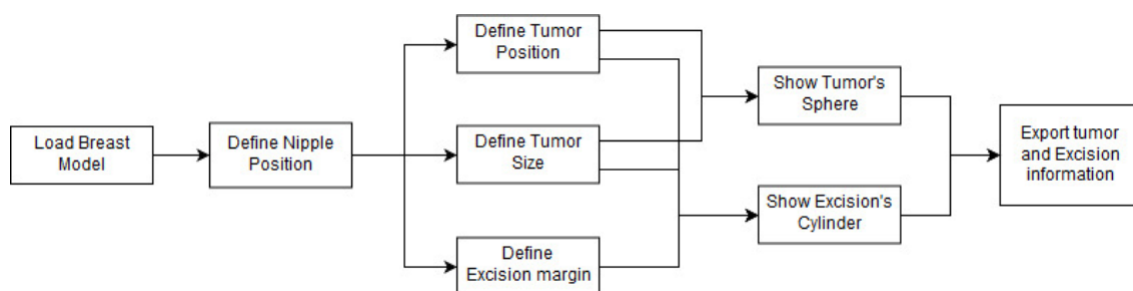 Load Breast
Model
Define Nipple
Position
Define Tumor
Position
Define Tumor
Size
Define
Excision margin
Show Tumor's
Sphere
Show Excision's
Cylinder
Export tumor
and Excision
information